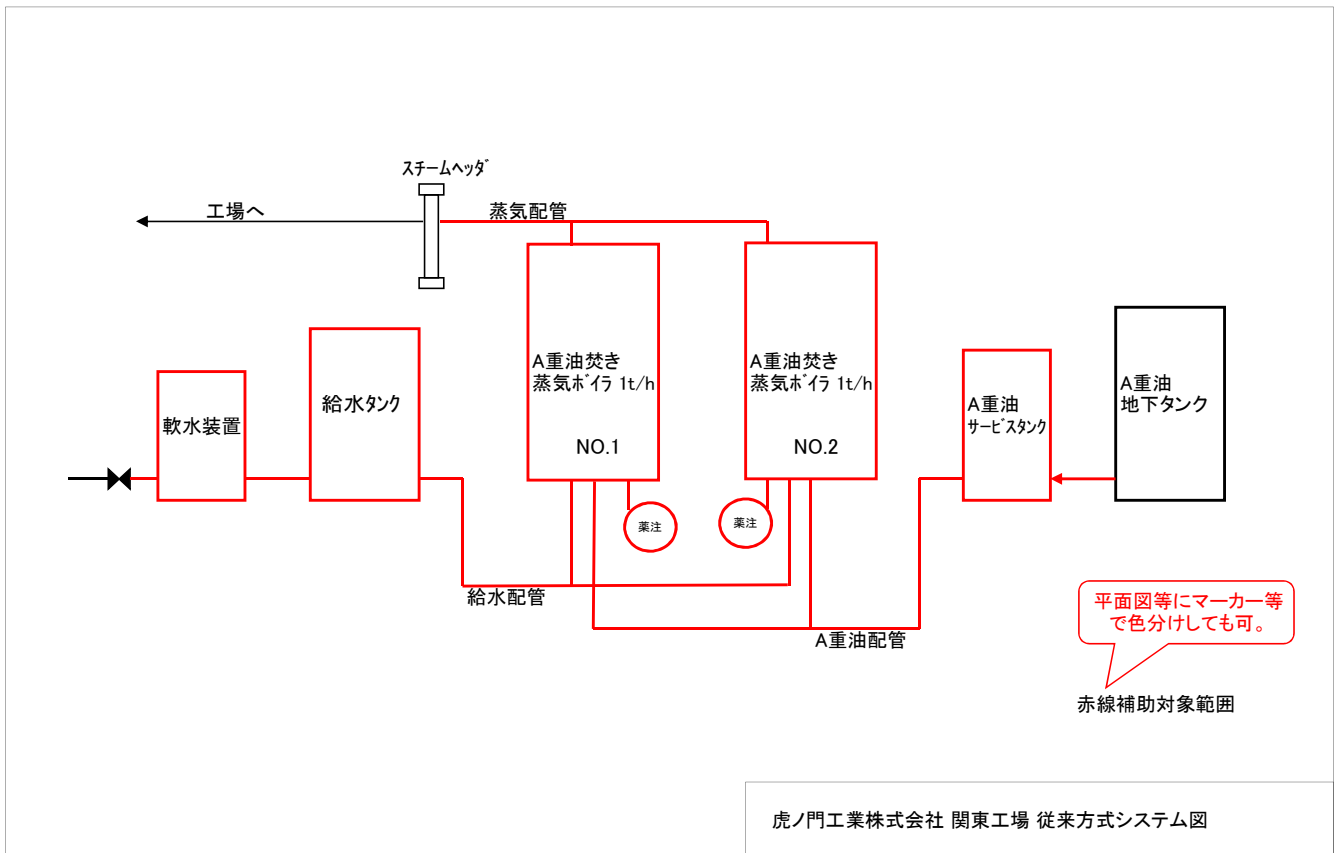 スチームヘッダ
工場へ
蒸気配管
A重油焚き
蒸気ボイラ 1t/h
NO.1
A重油焚き
蒸気ボイラ 1t/h
NO.2
軟水装置
給水タンク
A重油
サービスタンク
A重油
地下タンク
薬注
薬注
給水配管
A重油配管
平面図等にマーカー等
で色分けしても可。
赤線補助対象範囲
虎ノ門工業株式会社 関東工場 従来方式システム図